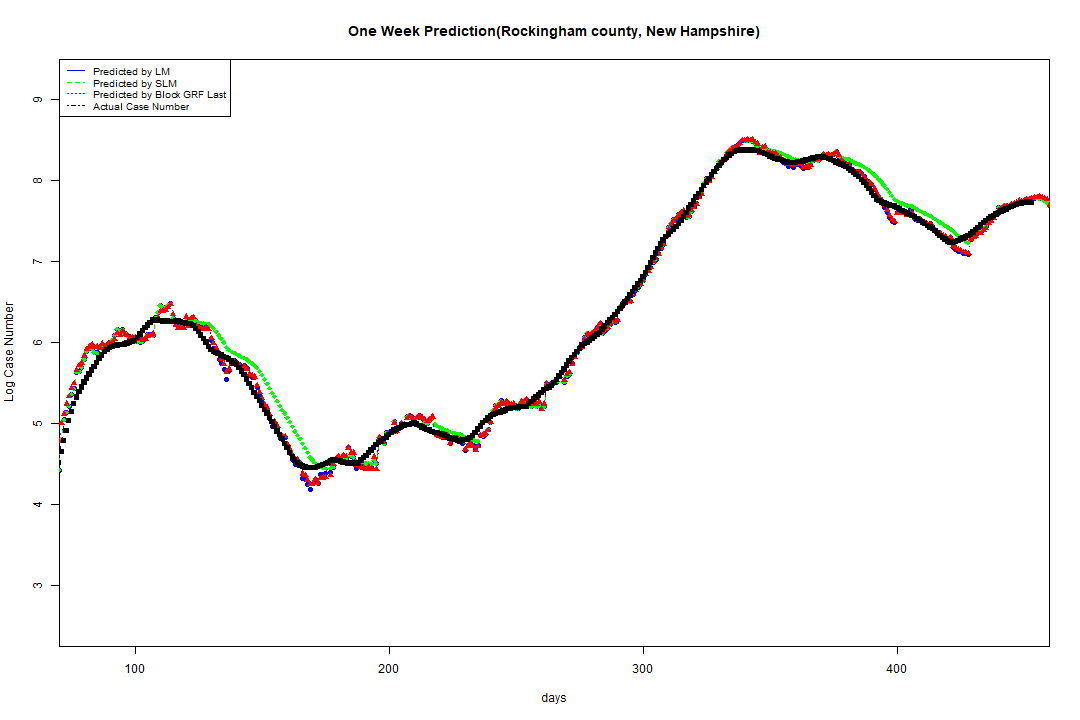 One Week Prediction(Rockingham county, New Hampshire)
Predicted by LM
Predicted by SLM
Predicted by Block GRF Last
Actual Case Number
9
8
7
6
5
4
3
Log Case Number
100 200 300 400
days